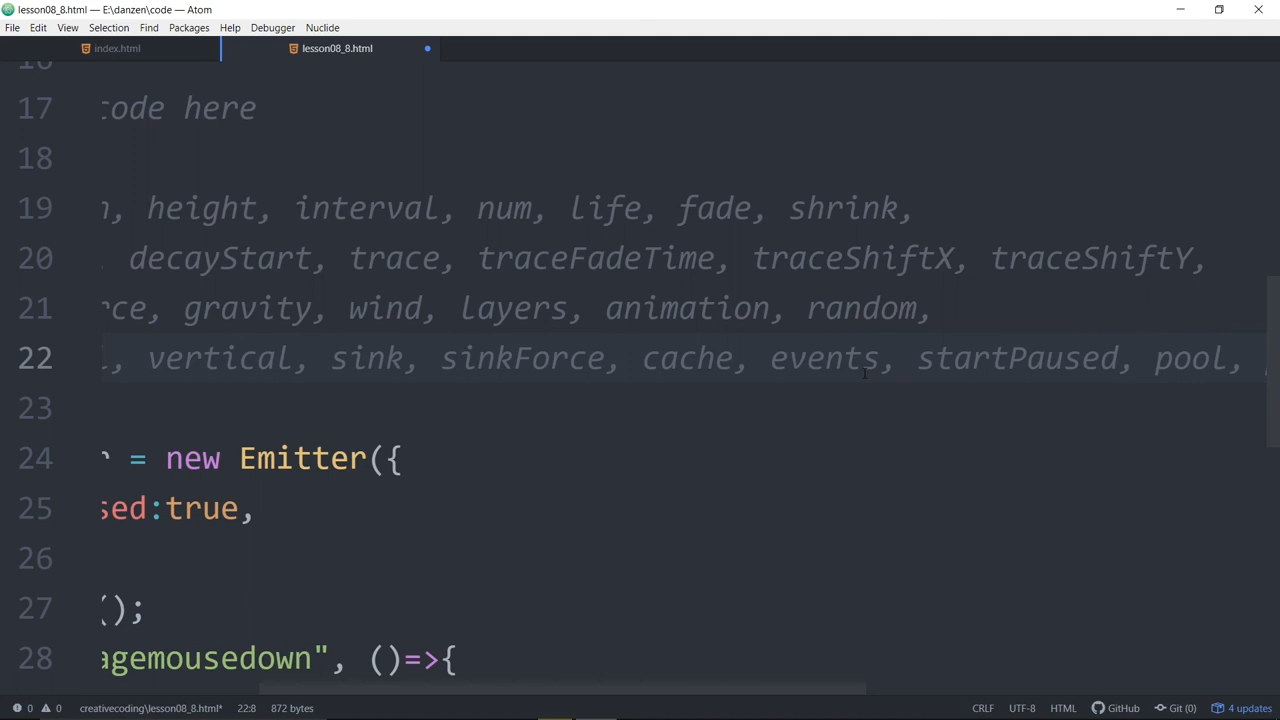 lesson08_8.html — E:\danzen\code — Atom
File Edit View Selection Find Packages Help Debugger Nuclide
index.html lesson08_8.html
16
17 code here
18
19 n, height, interval, num, life, fade, shrink,
20 , decayStart, trace, traceFadeTime, traceShiftX, traceShiftY,
21 rce, gravity, wind, layers, animation, random,
22 l, vertical, sink, sinkForce, cache, events, startPaused, pool,
23
24 r = new Emitter({
25 sed:true,
26
27 ();
28 agemousedown", ()=>{
0 0 creativecoding\lesson08_8.html* 22:8 872 bytes CRLF UTF-8 HTML GitHub Git (0) 4 updates